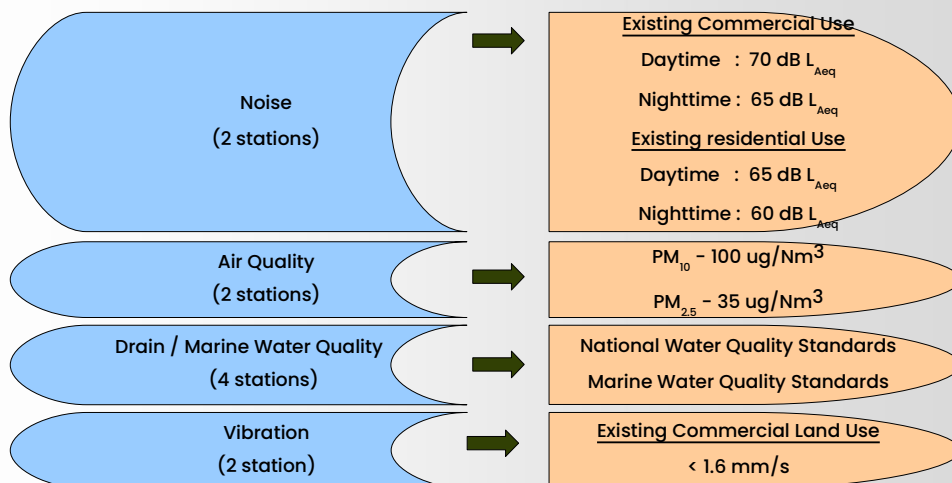 Noise
(2 stations)
Existing Commercial Use
Daytime : 70 dB LAeq
Nighttime : 65 dB LAeq
Existing residential Use
Daytime : 65 dB LAeq
Nighttime : 60 dB LAeq
Air Quality
(2 stations)
PM10 - 100 ug/Nm3
PM2.5 - 35 ug/Nm3
Drain / Marine Water Quality
(4 stations)
National Water Quality Standards
Marine Water Quality Standards
Vibration
(2 station)
Existing Commercial Land Use
< 1.6 mm/s